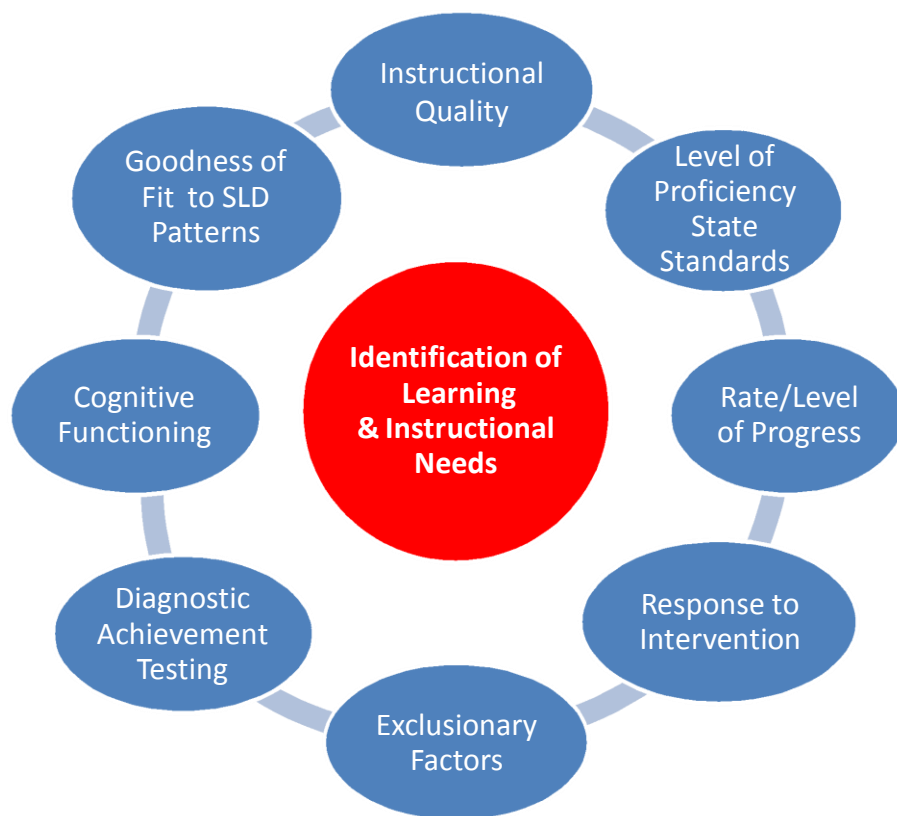 Instructional
Quality
Level of
Proficiency
State
Standards
Rate/Level
of Progress
Response to
Intervention
Exclusionary
Factors
Diagnostic
Achievement
Testing
Cognitive
Functioning
Goodness of
Fit to SLD
Patterns
Identification of
Learning
& Instructional
Needs